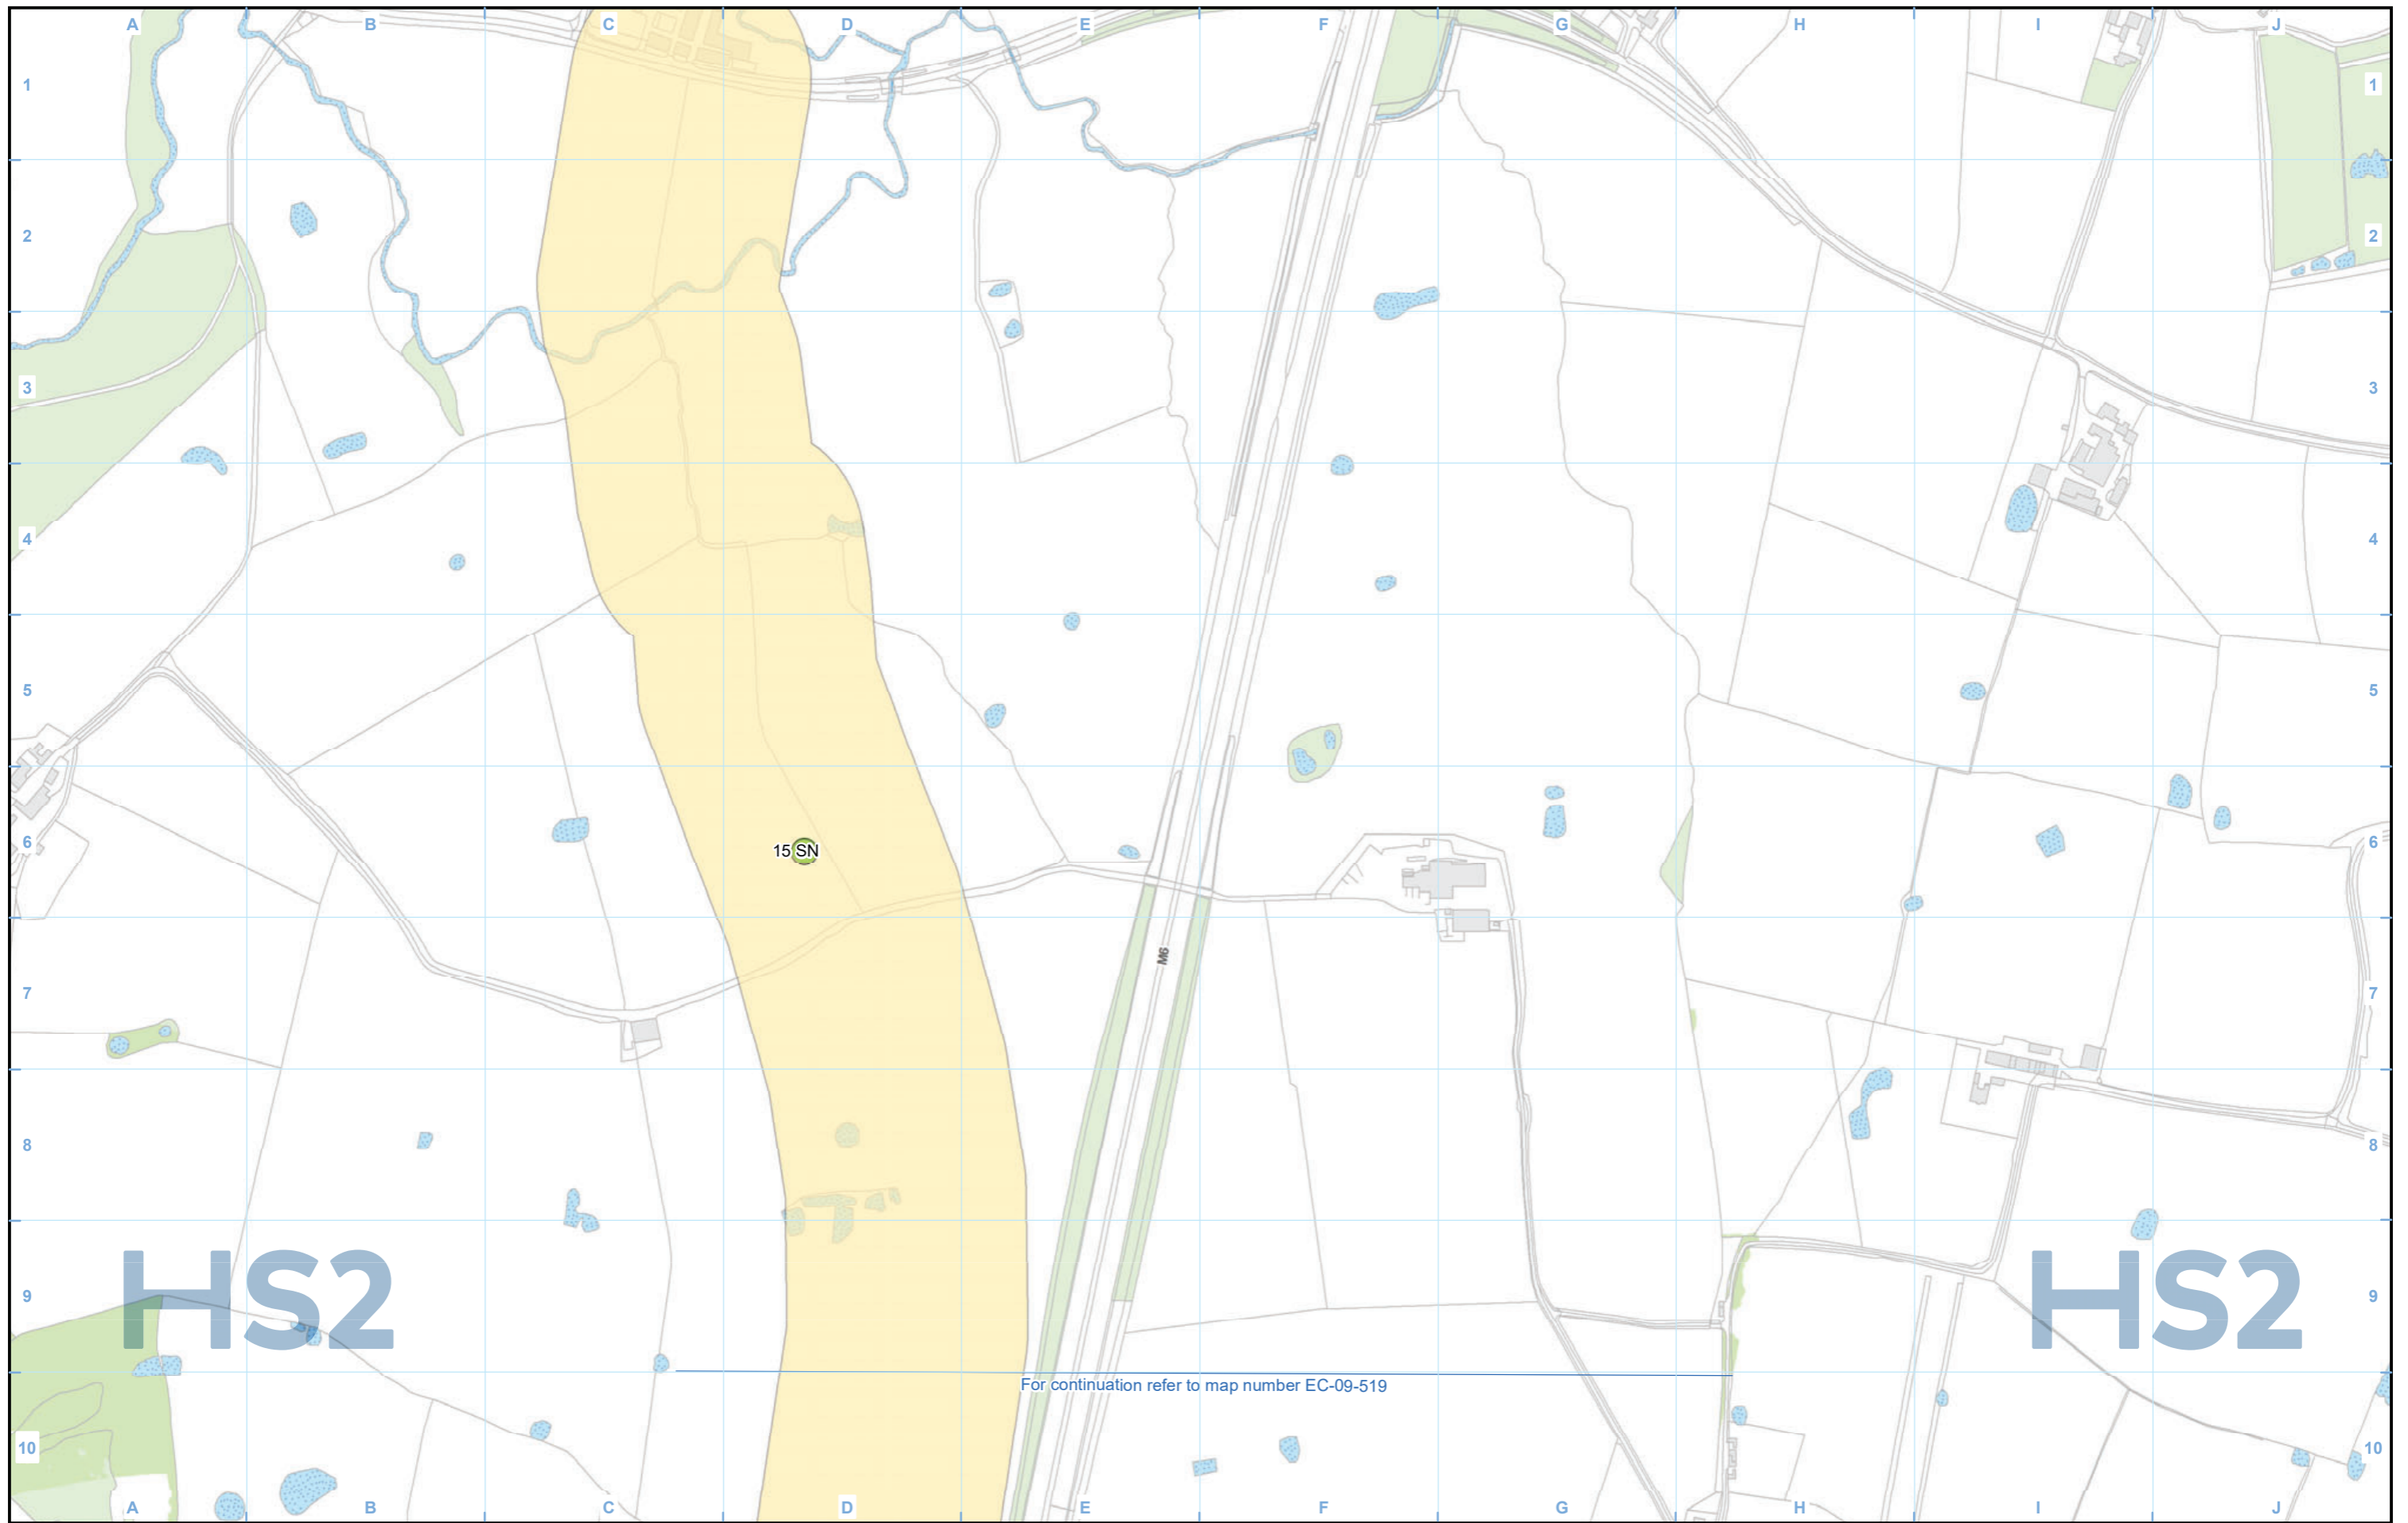 A B C D E F G H I J
1 1
2 2
3 3
4 4
5 5
6 15 SN 6
M6
7 7
8 8
HS2 HS2
9 9
For continuation refer to map number EC-09-519
10 10
A B C D E F G H I J